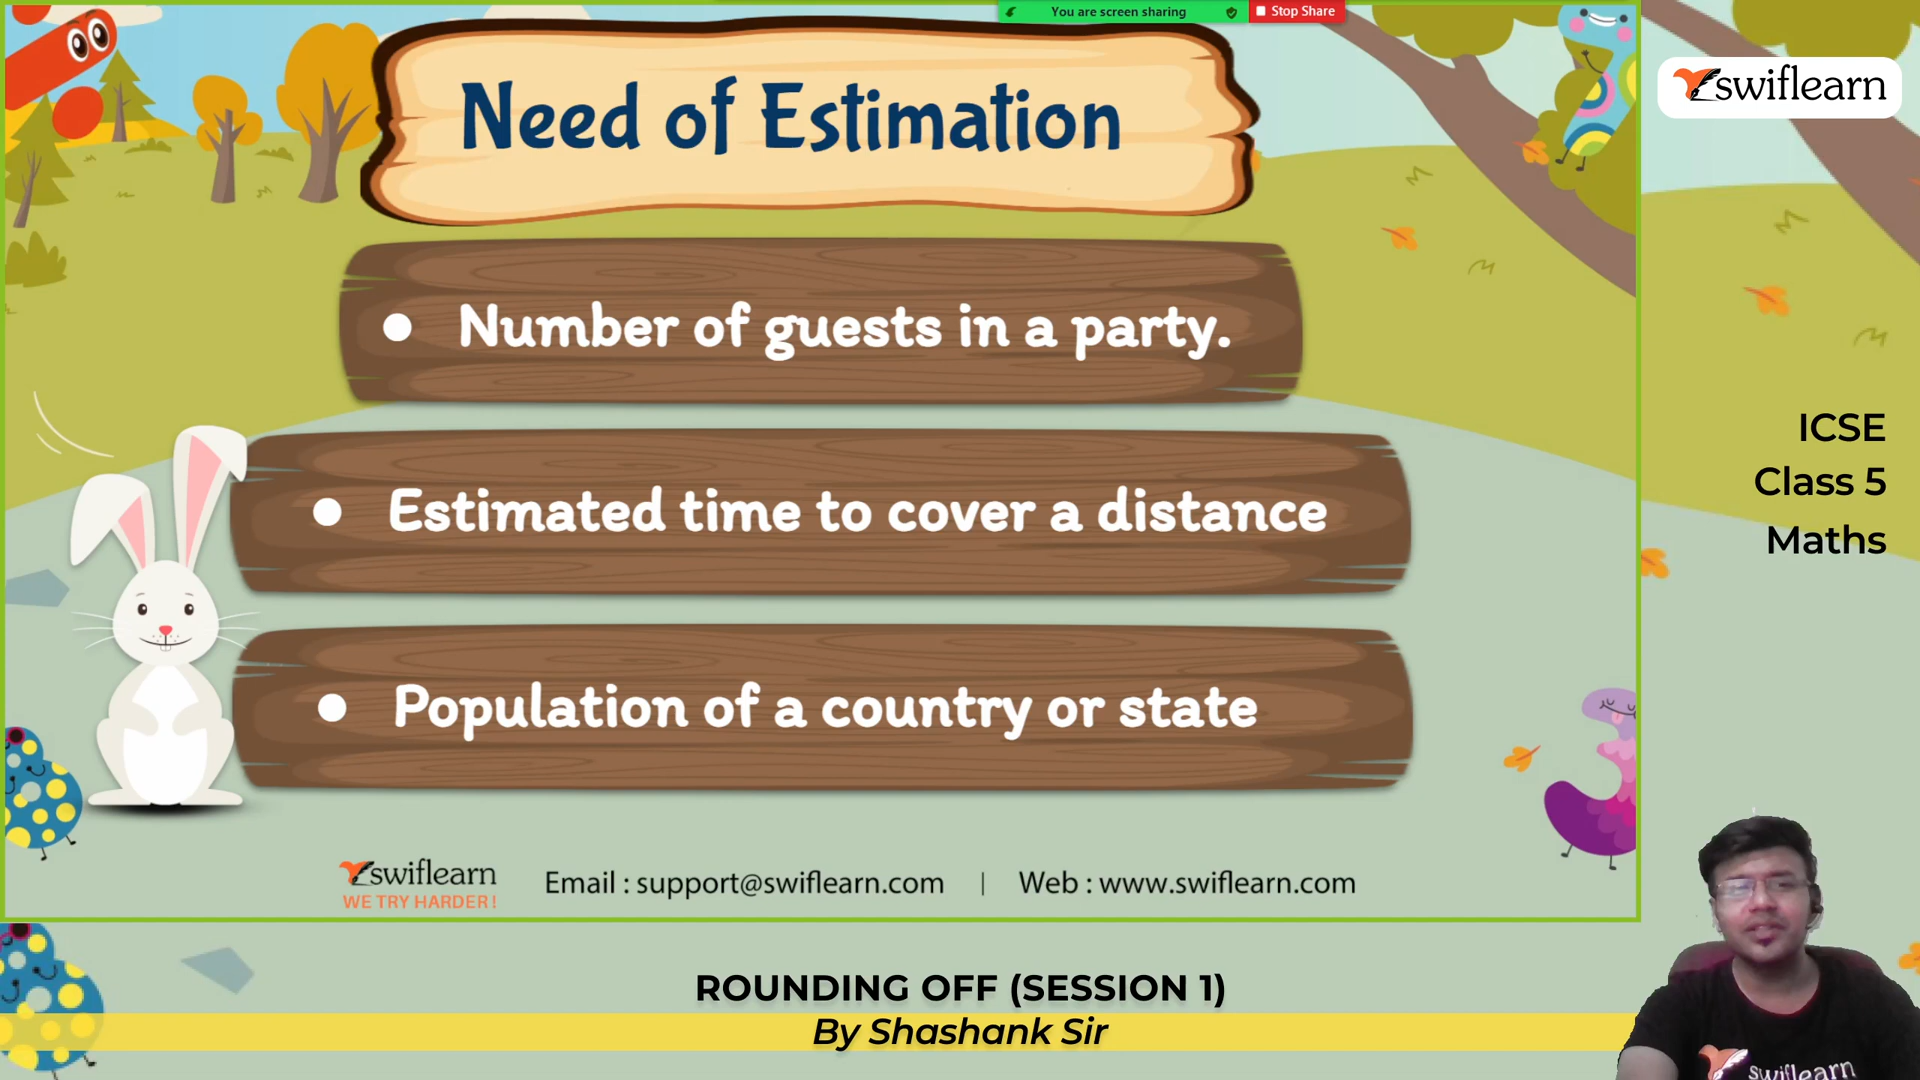 You are screen sharing
Stop Share
Need of Estimation
swiflearn
• Number of guests in a party.
ICSE
Class 5
Maths
• Estimated time to cover a distance
• Population of a country or state
swiflearn
WE TRY HARDER !
Email : support@swiflearn.com | Web : www.swiflearn.com
ROUNDING OFF (SESSION 1)
By Shashank Sir
swiflearn